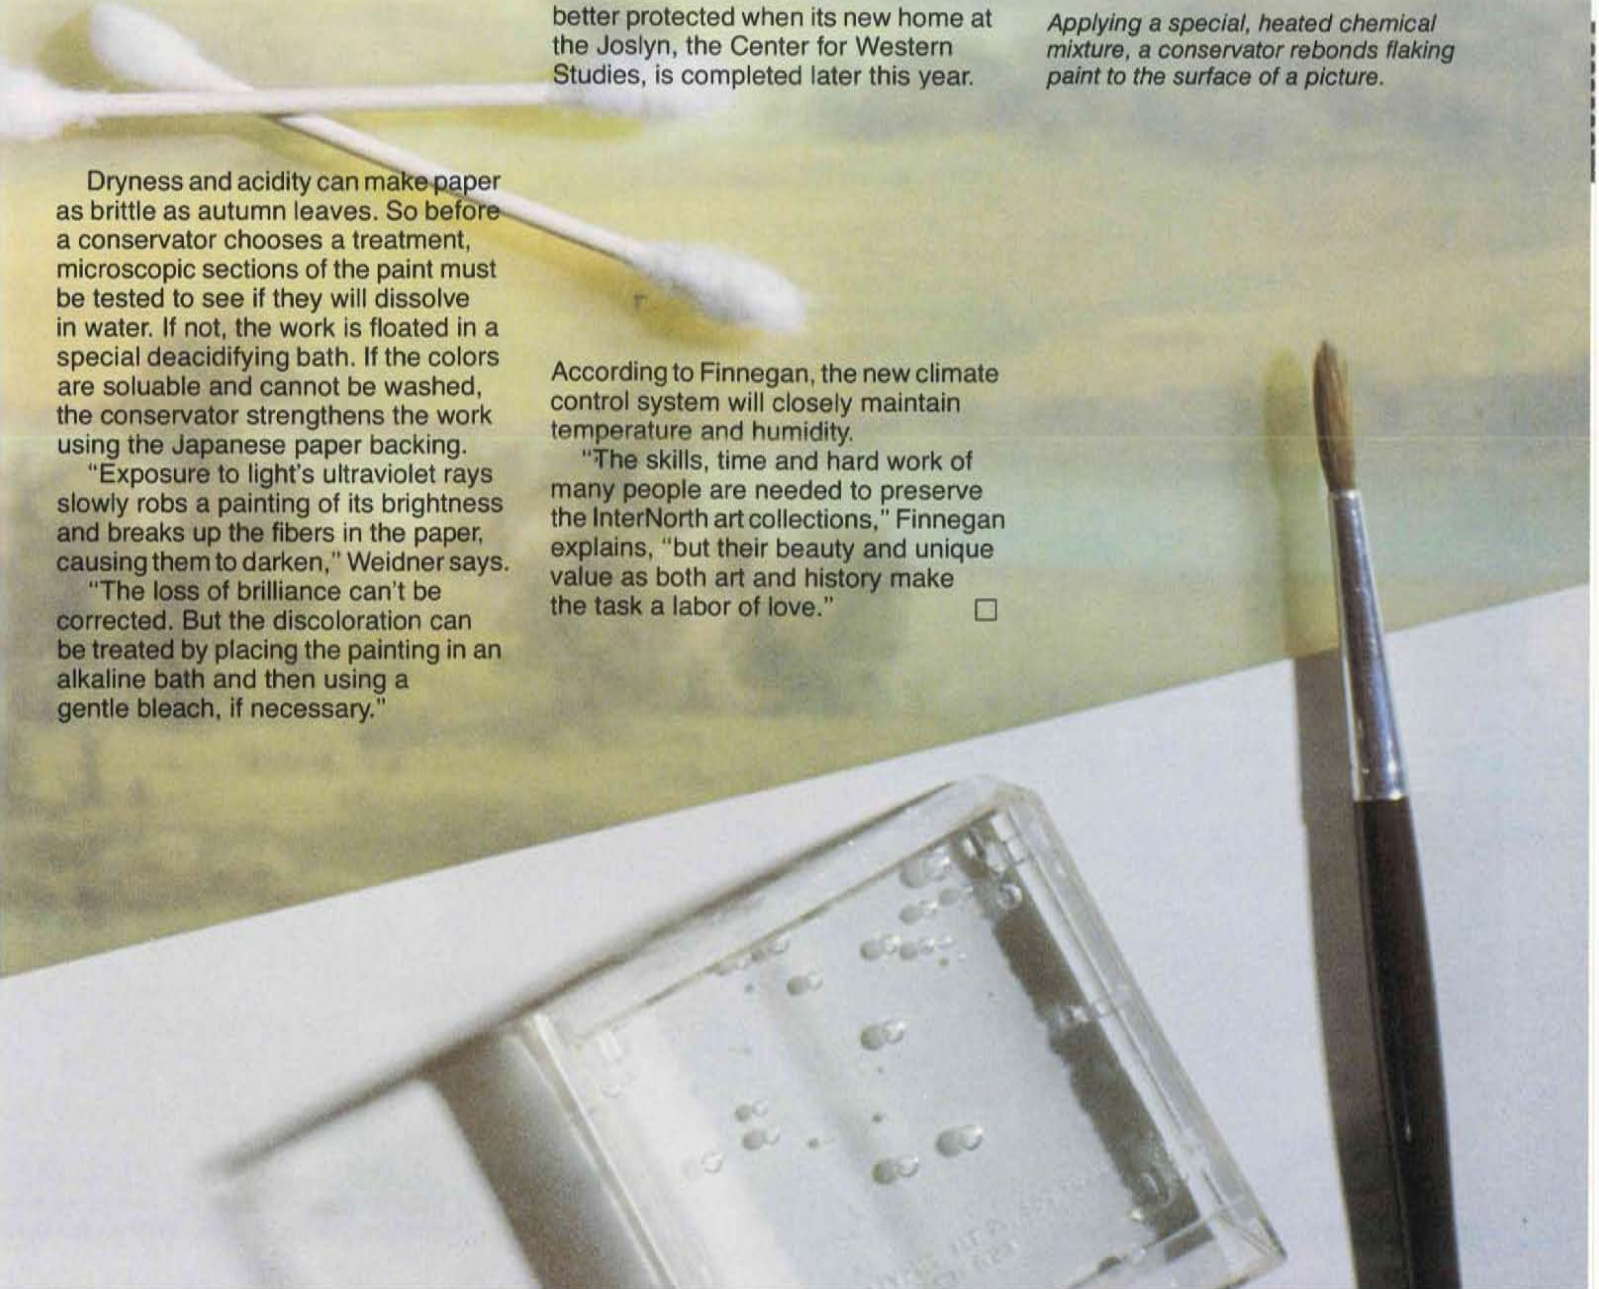 better protected when its new home at
the Joslyn, the Center for Western
Studies, is completed later this year.
Applying a special, heated chemical
mixture, a conservator rebonds flaking
paint to the surface of a picture.
Dryness and acidity can make paper
as brittle as autumn leaves. So before
a conservator chooses a treatment,
microscopic sections of the paint must
be tested to see if they will dissolve
in water. If not, the work is floated in a
special deacidifying bath. If the colors
are soluable and cannot be washed,
the conservator strengthens the work
using the Japanese paper backing.
"Exposure to light's ultraviolet rays
slowly robs a painting of its brightness
and breaks up the fibers in the paper,
causing them to darken," Weidner says.
"The loss of brilliance can't be
corrected. But the discoloration can
be treated by placing the painting in an
alkaline bath and then using a
gentle bleach, if necessary."
According to Finnegan, the new climate
control system will closely maintain
temperature and humidity.
"The skills, time and hard work of
many people are needed to preserve
the InterNorth art collections," Finnegan
explains, "but their beauty and unique
value as both art and history make
the task a labor of love."